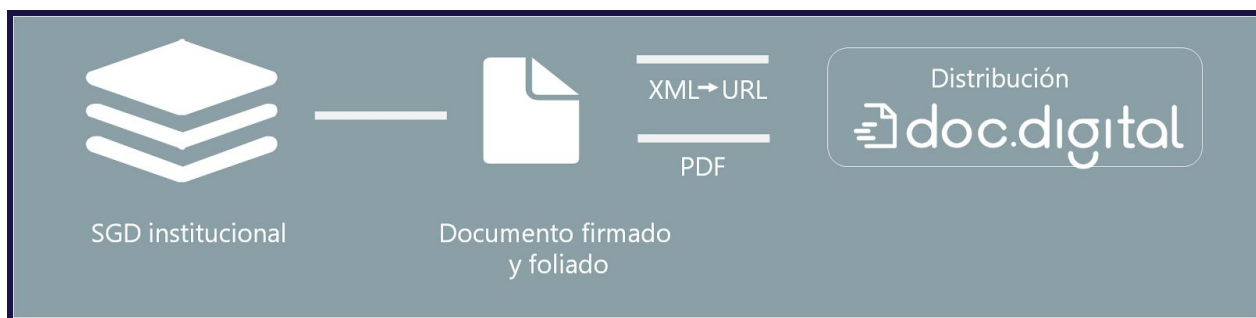 SGD institucional
Documento firmado
y foliado
XML→URL
PDF
Distribución
doc.digital